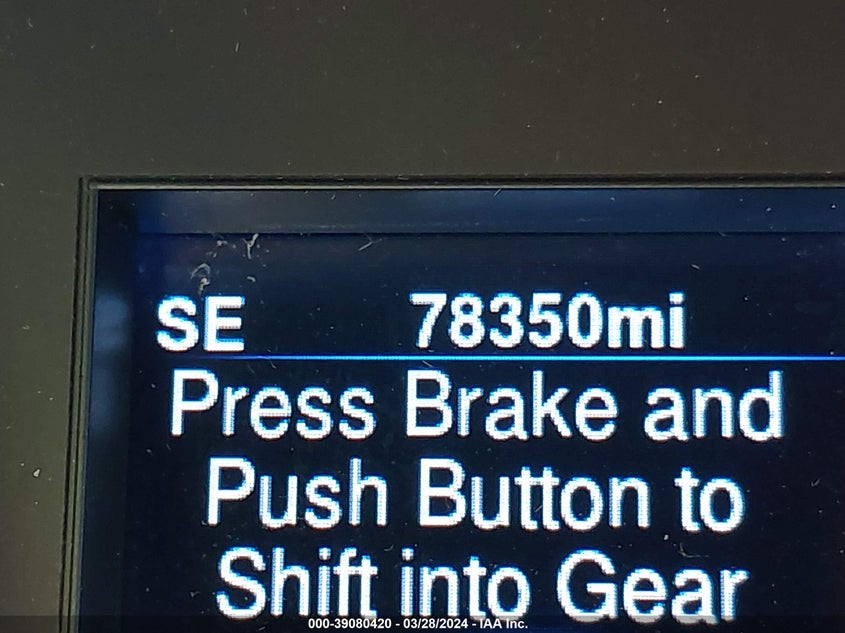 SE 78350mi
Press Brake and
Push Button to
Shift into Gear
000-39080420 - 03/28/2024 - IAA Inc.